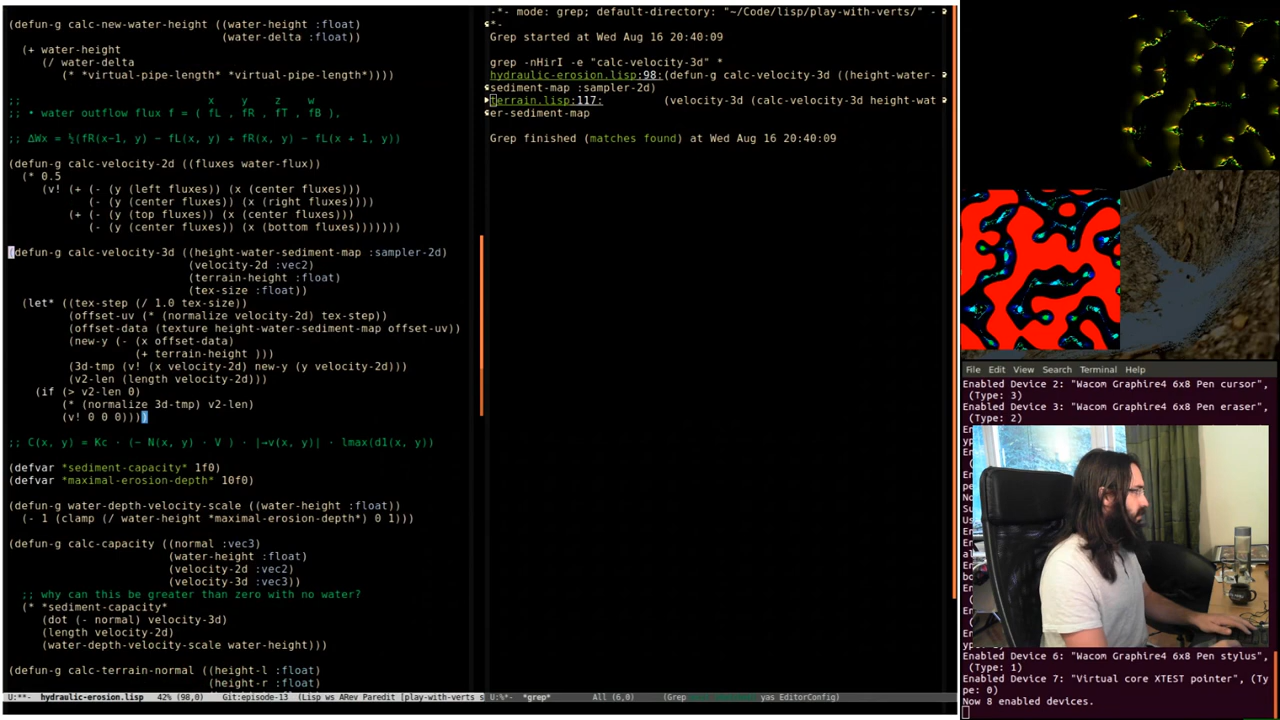 (defun-g calc-new-water-height ((water-height :float)
(water-delta :float))
(+ water-height
(/ water-delta
(* *virtual-pipe-length* *virtual-pipe-length*))))
;; x y z w
;; • water outflow flux f = ( fL , fR , fT , fB ),
;; ΔWx = ½(fR(x−1, y) − fL(x, y) + fR(x, y) − fL(x + 1, y))
(defun-g calc-velocity-2d ((fluxes water-flux))
(* 0.5
(v! (+ (- (y (left fluxes)) (x (center fluxes)))
(- (y (center fluxes)) (x (right fluxes))))
(+ (- (y (top fluxes)) (x (center fluxes)))
(- (y (center fluxes)) (x (bottom fluxes)))))))
(defun-g calc-velocity-3d ((height-water-sediment-map :sampler-2d)
(velocity-2d :vec2)
(terrain-height :float)
(tex-size :float))
(let* ((tex-step (/ 1.0 tex-size))
(offset-uv (* (normalize velocity-2d) tex-step))
(offset-data (texture height-water-sediment-map offset-uv))
(new-y (- (x offset-data)
(+ terrain-height )))
(3d-tmp (v! (x velocity-2d) new-y (y velocity-2d)))
(v2-len (length velocity-2d)))
(if (> v2-len 0)
(* (normalize 3d-tmp) v2-len)
(v! 0 0 0))))
;; C(x, y) = Kc · (− N(x, y) · V ) · |→v(x, y)| · lmax(d1(x, y))
(defvar *sediment-capacity* 1f0)
(defvar *maximal-erosion-depth* 10f0)
(defun-g water-depth-velocity-scale ((water-height :float))
(- 1 (clamp (/ water-height *maximal-erosion-depth*) 0 1)))
(defun-g calc-capacity ((normal :vec3)
(water-height :float)
(velocity-2d :vec2)
(velocity-3d :vec3))
;; why can this be greater than zero with no water?
(* *sediment-capacity*
(dot (- normal) velocity-3d)
(length velocity-2d)
(water-depth-velocity-scale water-height)))
(defun-g calc-terrain-normal ((height-l :float)
(height-r :float)
U:**- hydraulic-erosion.lisp 42% (98,0) Git:episode-13 (Lisp ws ARev Paredit [play-with-verts s
-*- mode: grep; default-directory: "~/Code/lisp/play-with-verts/" -
*-
Grep started at Wed Aug 16 20:40:09
grep -nHirI -e "calc-velocity-3d" *
hydraulic-erosion.lisp:98:(defun-g calc-velocity-3d ((height-water-
sediment-map :sampler-2d)
terrain.lisp:117: (velocity-3d (calc-velocity-3d height-wat
er-sediment-map
Grep finished (matches found) at Wed Aug 16 20:40:09
U:%*- *grep* All (6,0) (Grep yas EditorConfig)
File Edit View Search Terminal Help
Enabled Device 2: "Wacom Graphire4 6x8 Pen cursor",
(Type: 3)
Enabled Device 3: "Wacom Graphire4 6x8 Pen eraser",
(Type: 2)
Enabled Device 6: "Wacom Graphire4 6x8 Pen stylus",
(Type: 1)
Enabled Device 7: "Virtual core XTEST pointer", (Ty
pe: 0)
Now 8 enabled devices.